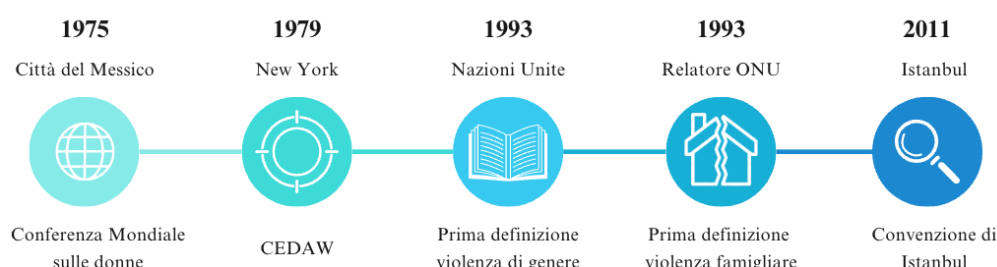 1975
Città del Messico
Conferenza Mondiale
sulle donne
1979
New York
CEDAW
1993
Nazioni Unite
Prima definizione
violenza di genere
1993
Relatore ONU
Prima definizione
violenza famigliare
2011
Istanbul
Convenzione di
Istanbul